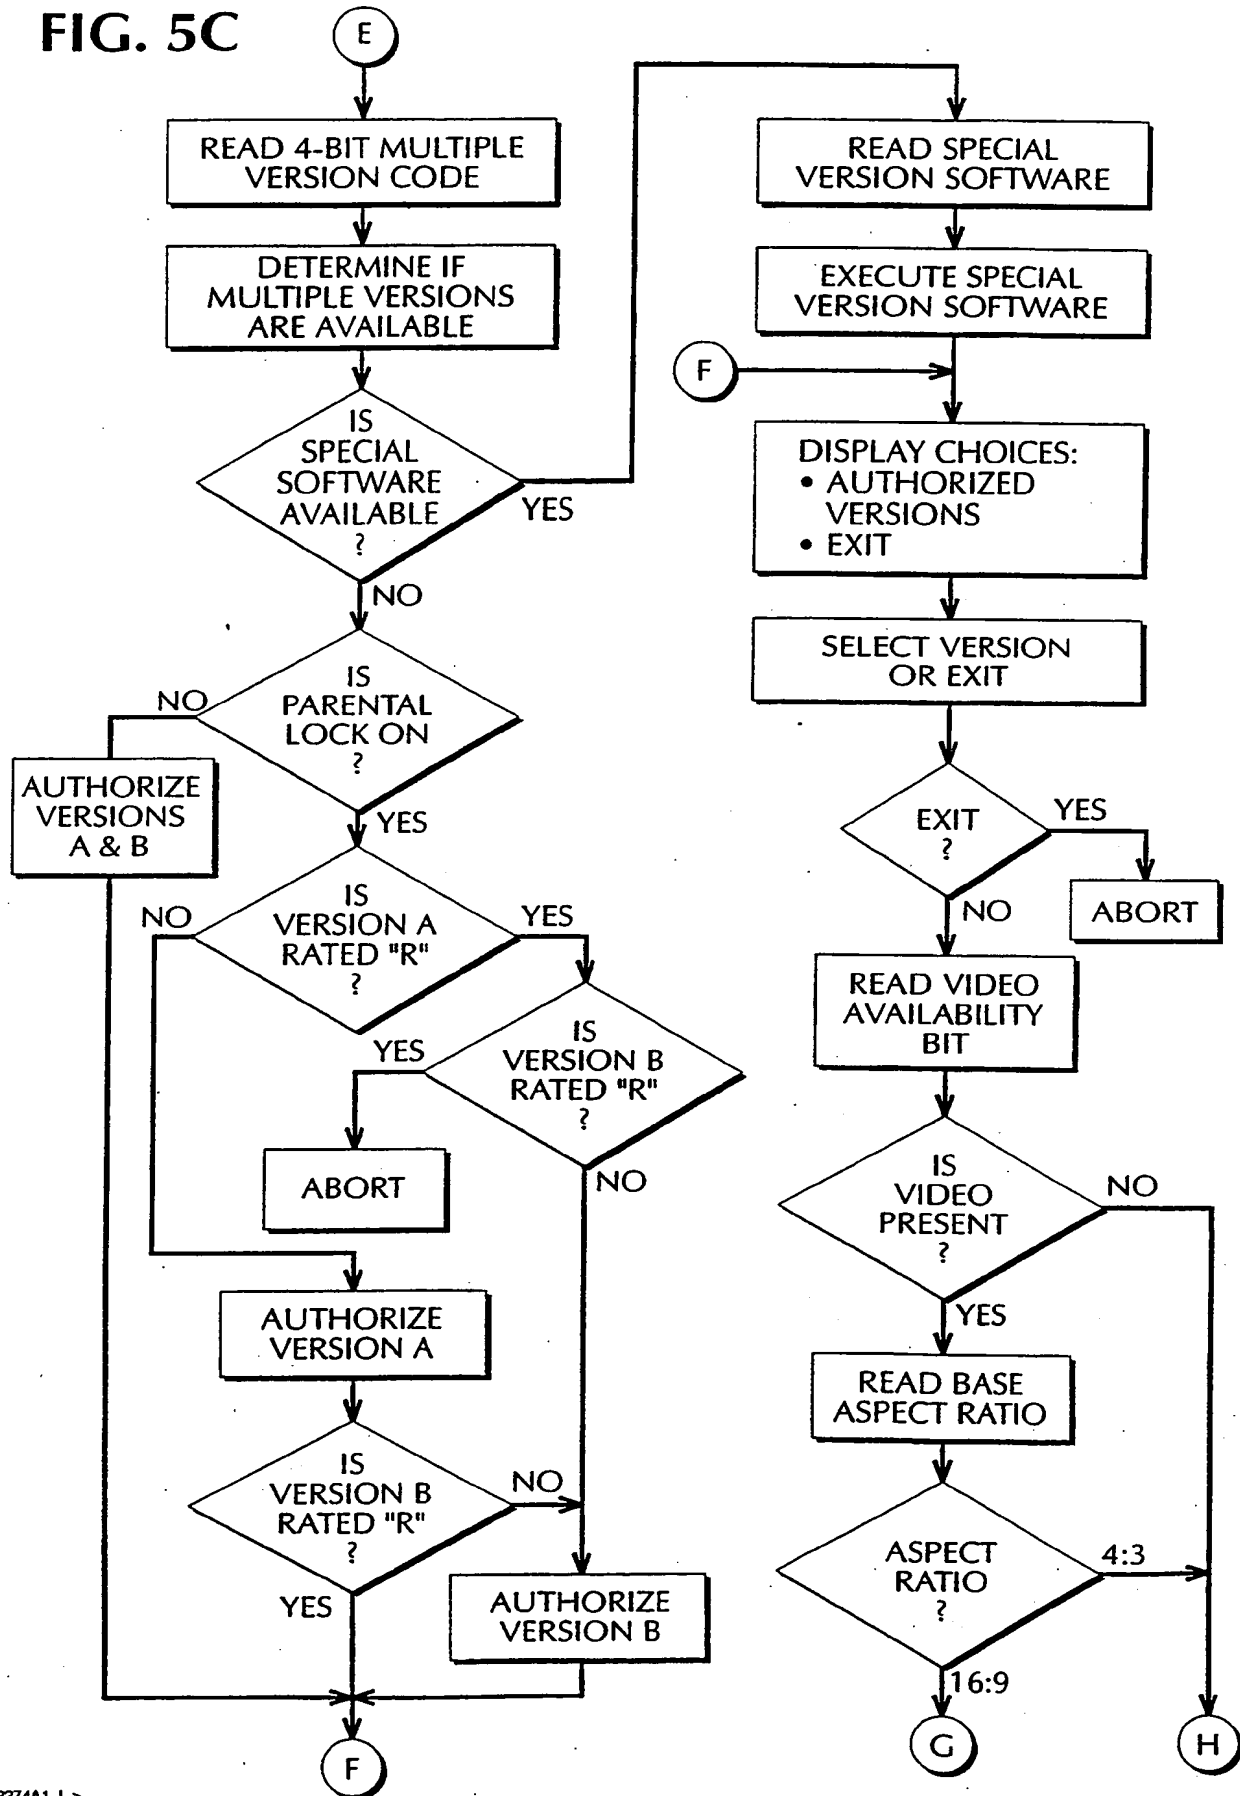 FIG. 5C
E
READ 4-BIT MULTIPLE
VERSION CODE
DETERMINE IF
MULTIPLE VERSIONS
ARE AVAILABLE
IS
SPECIAL
SOFTWARE
AVAILABLE
?
YES
NO
IS
PARENTAL
LOCK ON
?
NO
YES
AUTHORIZE
VERSIONS
A & B
IS
VERSION A
RATED "R"
?
NO
YES
IS
VERSION B
RATED "R"
?
YES
NO
ABORT
AUTHORIZE
VERSION A
IS
VERSION B
RATED "R"
?
NO
YES
AUTHORIZE
VERSION B
F
READ SPECIAL
VERSION SOFTWARE
EXECUTE SPECIAL
VERSION SOFTWARE
F
DISPLAY CHOICES:
• AUTHORIZED
VERSIONS
• EXIT
SELECT VERSION
OR EXIT
EXIT
?
YES
NO
ABORT
READ VIDEO
AVAILABILITY
BIT
IS
VIDEO
PRESENT
?
NO
YES
READ BASE
ASPECT RATIO
ASPECT
RATIO
?
4:3
16:9
G
H